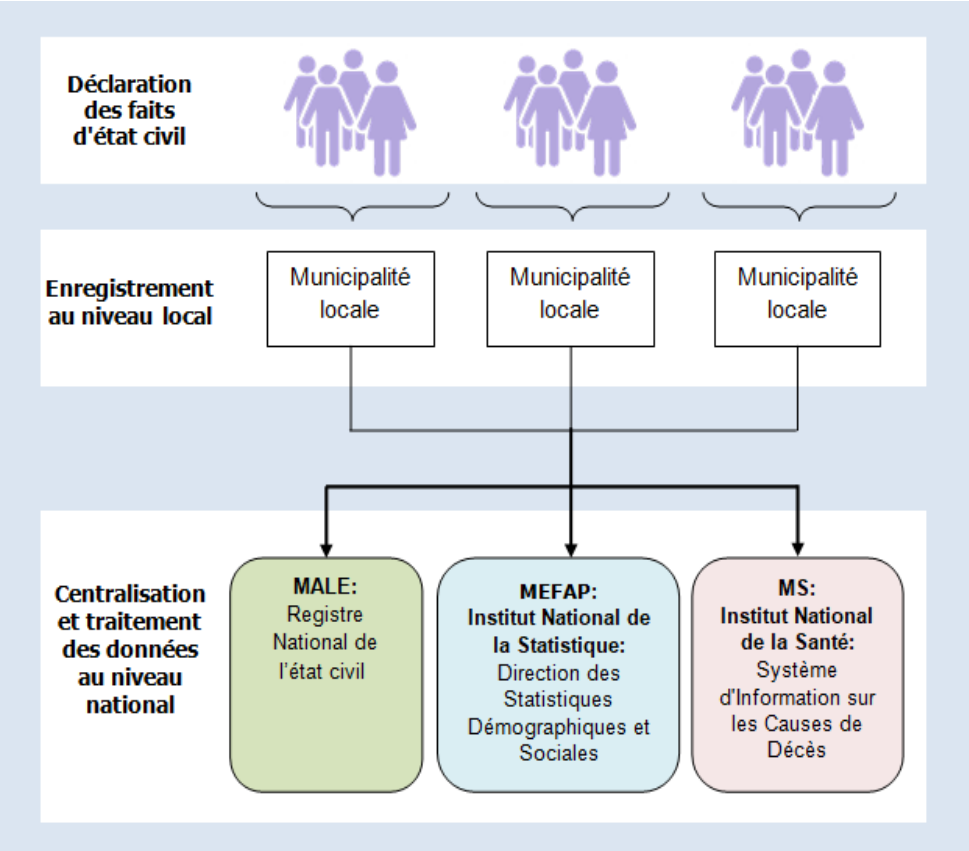 Déclaration
des faits
d'état civil
Enregistrement
au niveau local
Municipalité
locale
Municipalité
locale
Municipalité
locale
Centralisation
et traitement
des données
au niveau
national
MALE:
Registre
National de
l'état civil
MEFAP:
Institut National de
la Statistique:
Direction des
Statistiques
Démographiques et
Sociales
MS:
Institut National
de la Santé:
Système
d'Information sur
les Causes de
Décès